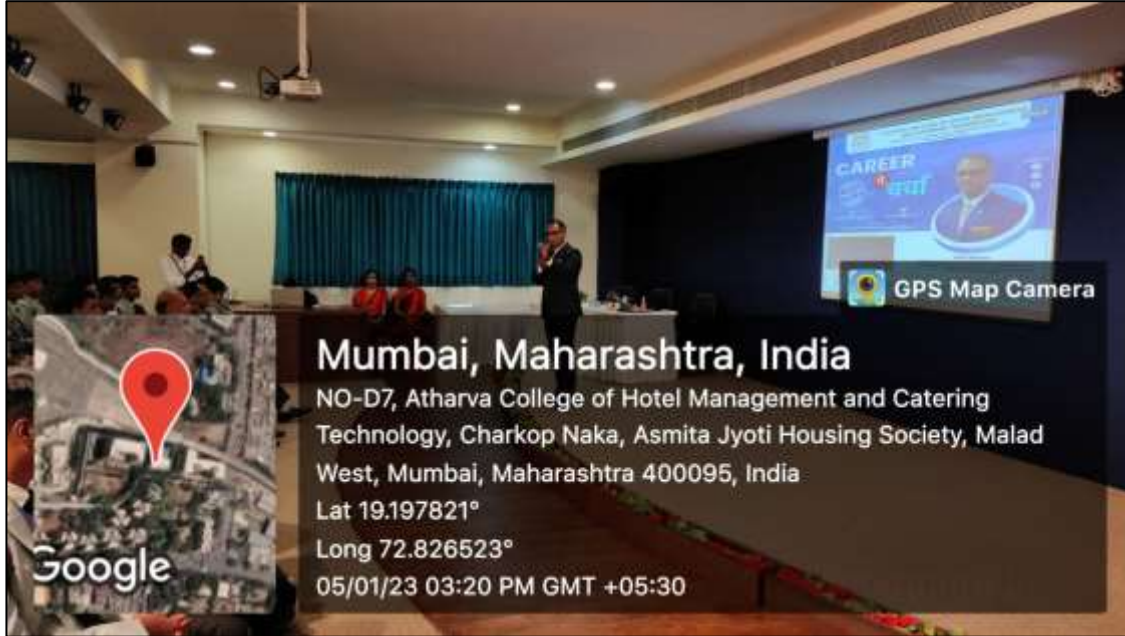 CAREER
पे
चर्चा
GPS Map Camera
Mumbai, Maharashtra, India
NO-D7, Atharva College of Hotel Management and Catering
Technology, Charkop Naka, Asmita Jyoti Housing Society, Malad
West, Mumbai, Maharashtra 400095, India
Lat 19.197821°
Long 72.826523°
05/01/23 03:20 PM GMT +05:30
Google